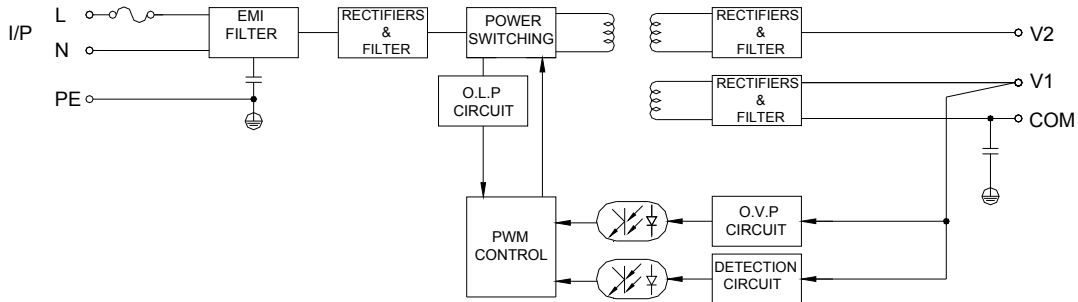 I/P
L
N
PE
EMI
FILTER
RECTIFIERS
&
FILTER
POWER
SWITCHING
O.L.P
CIRCUIT
PWM
CONTROL
RECTIFIERS
&
FILTER
RECTIFIERS
&
FILTER
O.V.P
CIRCUIT
DETECTION
CIRCUIT
V2
V1
COM